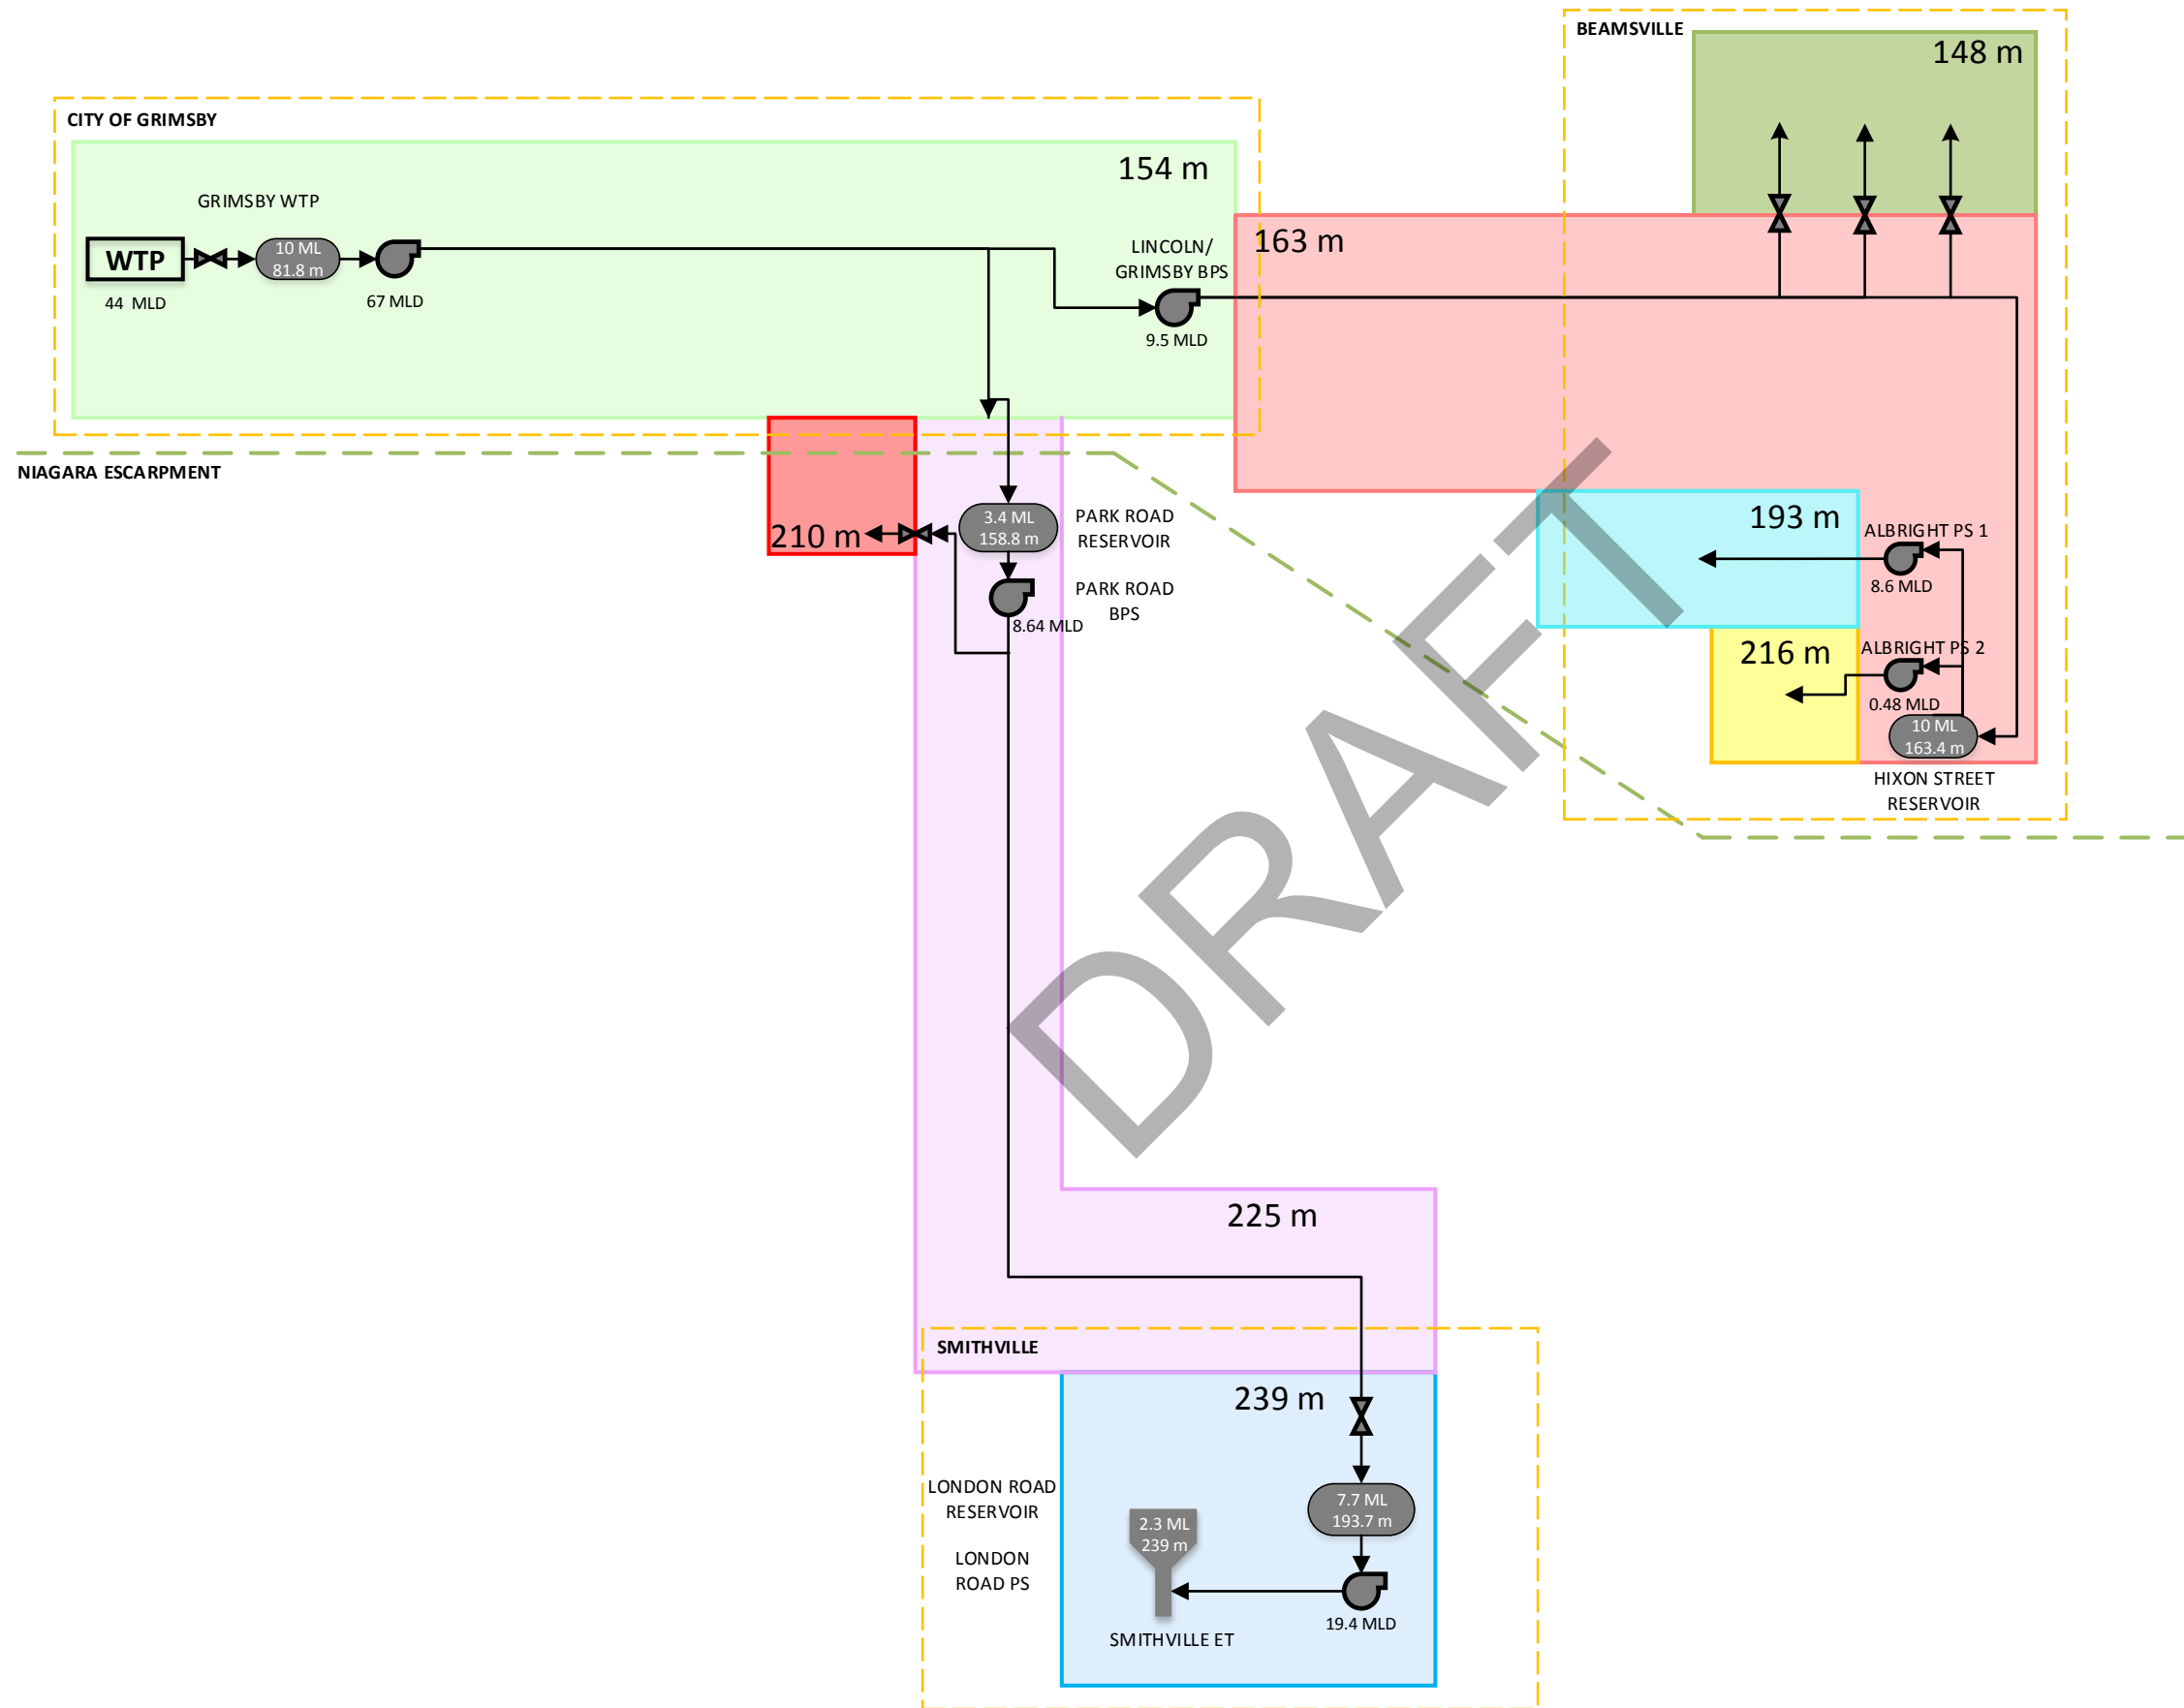 BEAMSVILLE
148 m
CITY OF GRIMSBY
154 m
GRIMSBY WTP
WTP
10 ML
81.8 m
44 MLD
67 MLD
LINCOLN/
GRIMSBY BPS
9.5 MLD
163 m
NIAGARA ESCARPMENT
210 m
3.4 ML
158.8 m
PARK ROAD
RESERVOIR
PARK ROAD
BPS
8.64 MLD
193 m
ALBRIGHT PS 1
8.6 MLD
216 m
ALBRIGHT PS 2
0.48 MLD
10 ML
163.4 m
HIXON STREET
RESERVOIR
DRAFT
225 m
SMITHVILLE
239 m
LONDON ROAD
RESERVOIR
LONDON
ROAD PS
7.7 ML
193.7 m
2.3 ML
239 m
19.4 MLD
SMITHVILLE ET